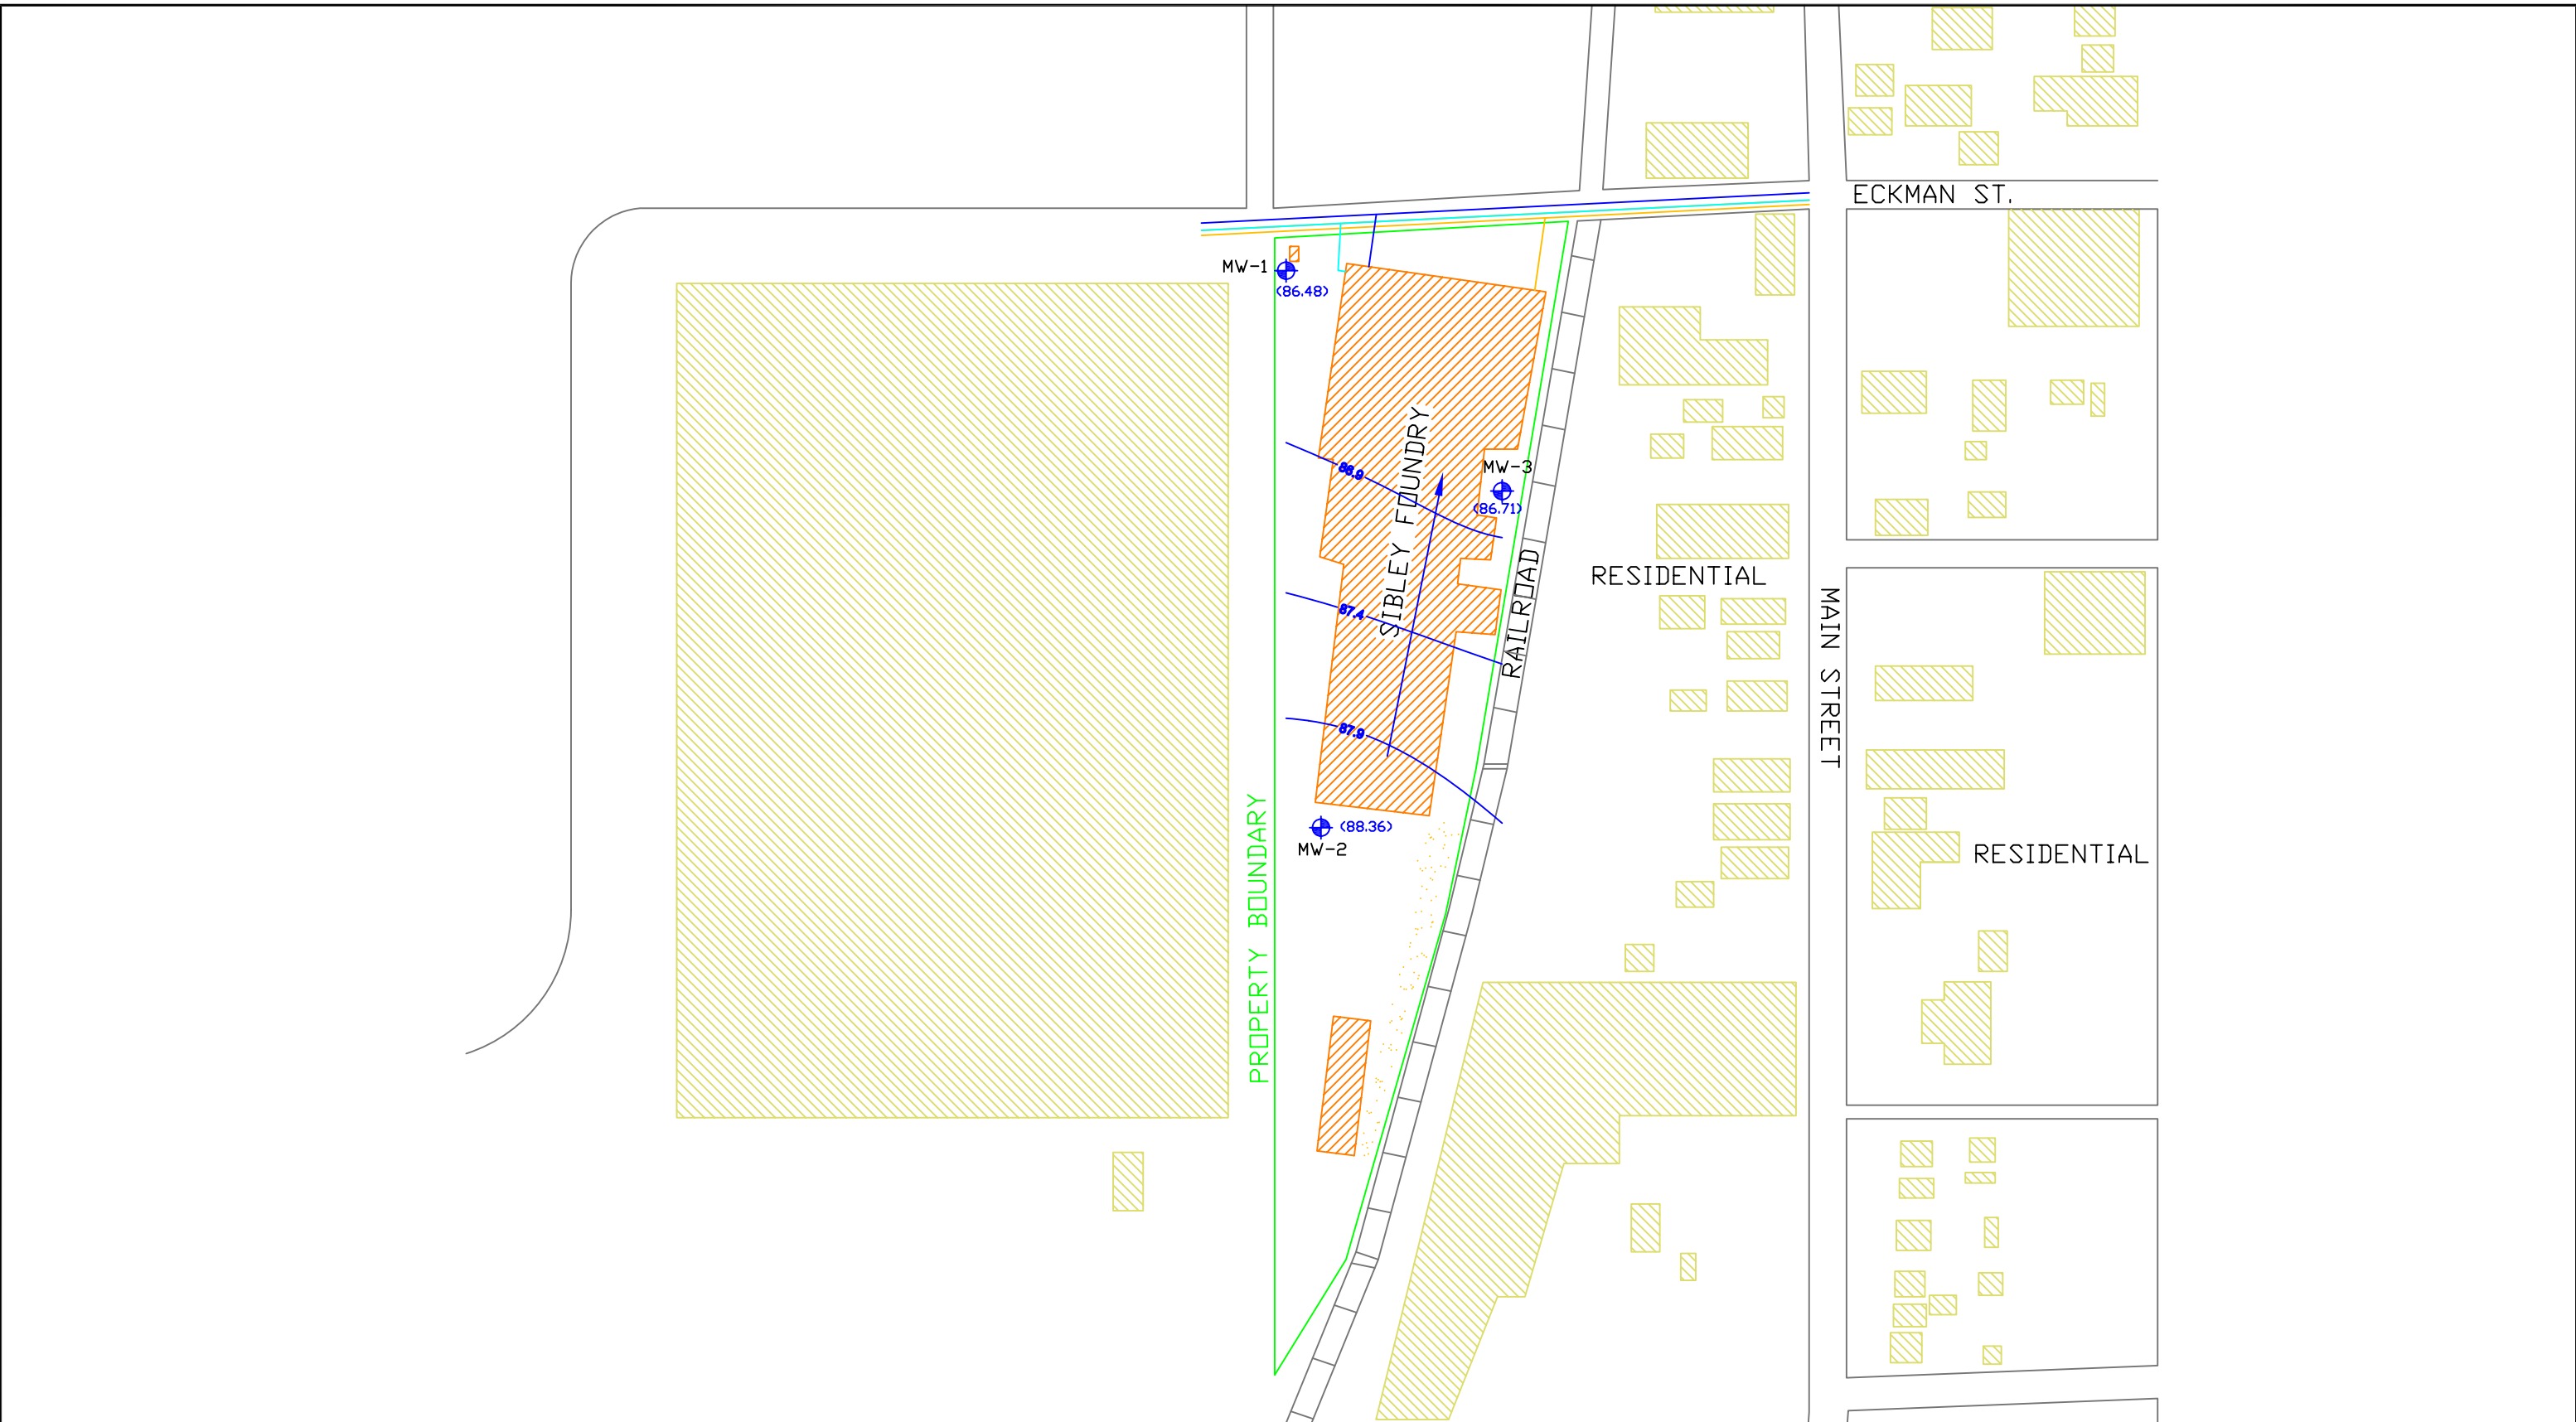 ECKMAN ST.
MW-1
(86.48)
SIBLEY FOUNDRY
86.9
MW-3
(86.71)
RAILROAD
RESIDENTIAL
MAIN STREET
87.4
87.9
MW-2
(88.36)
PROPERTY BOUNDARY
RESIDENTIAL